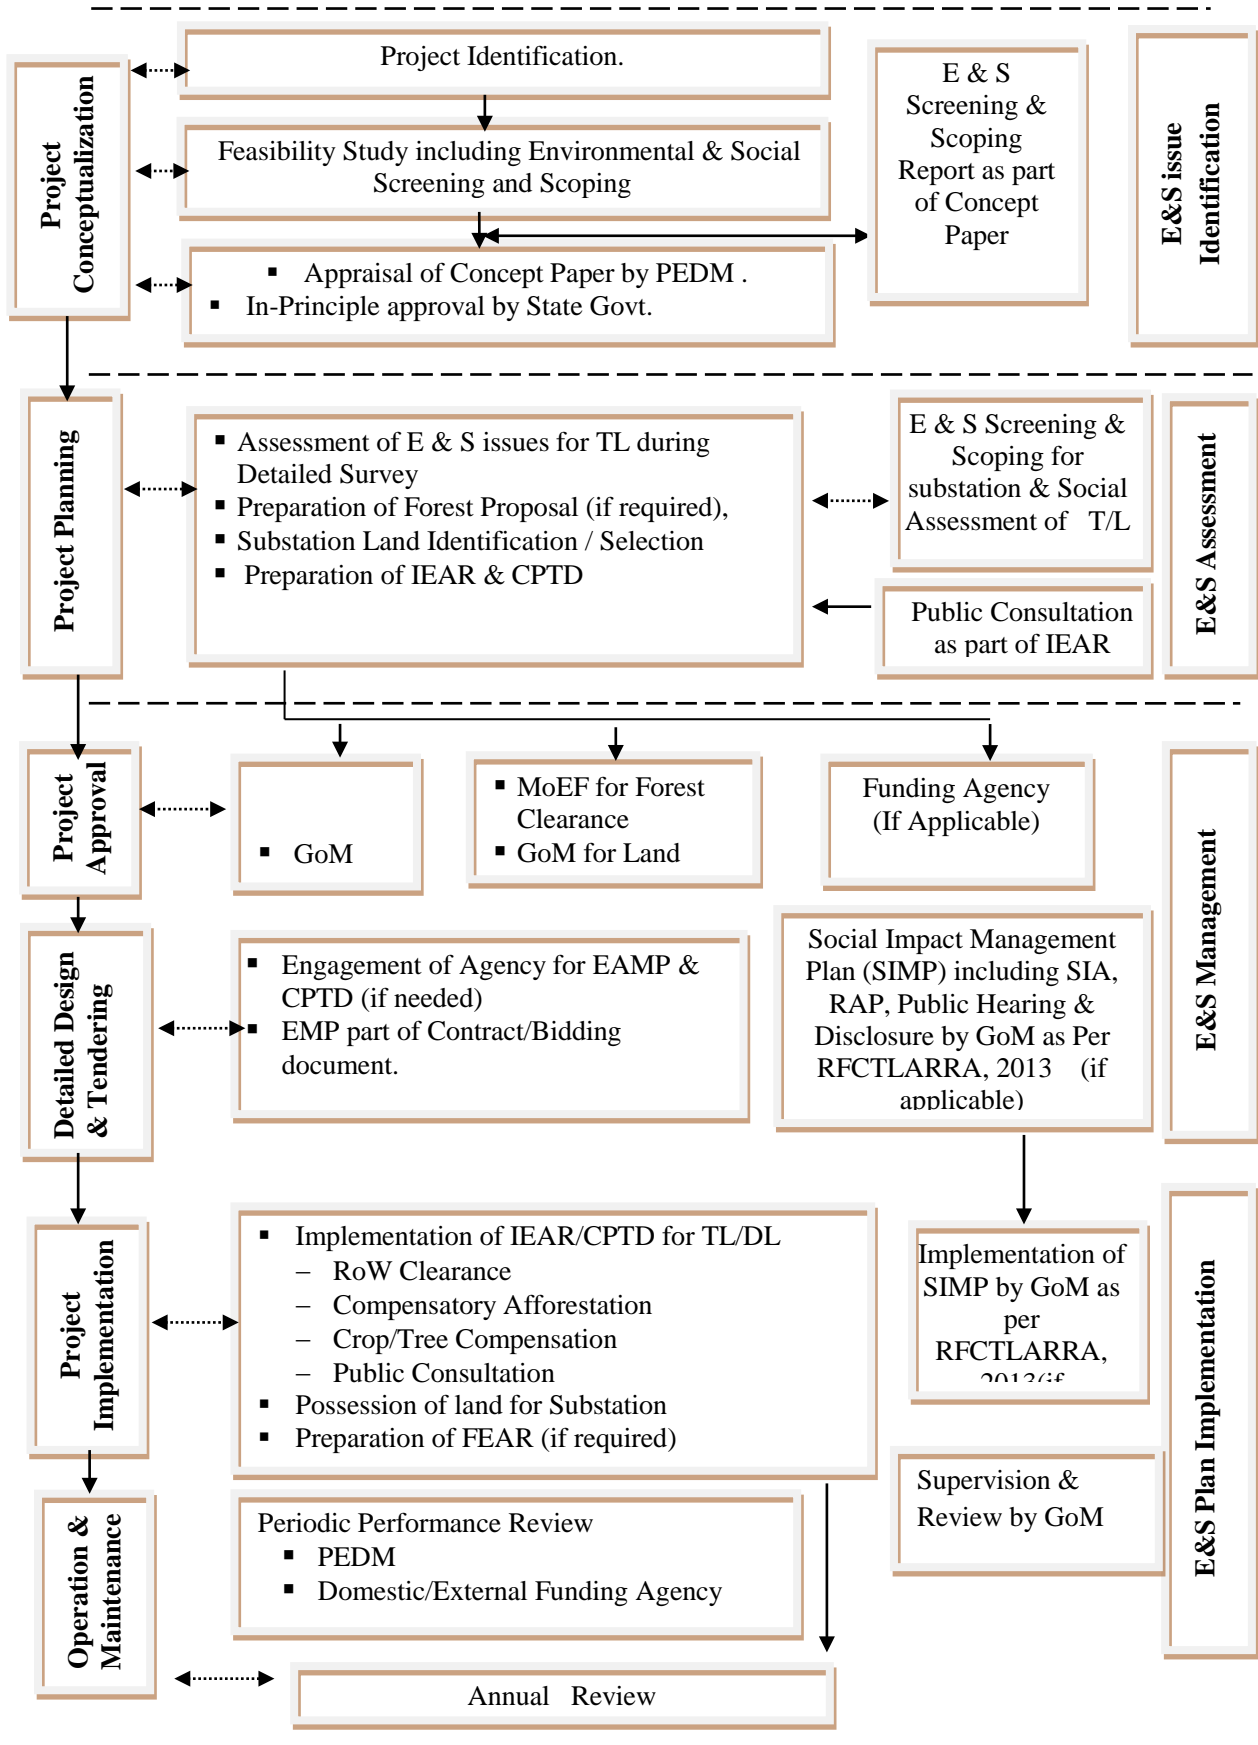 Project
Conceptualization
Project Identification.
Feasibility Study including Environmental & Social
Screening and Scoping
▪ Appraisal of Concept Paper by PEDM .
▪ In-Principle approval by State Govt.
E & S
Screening &
Scoping
Report as part
of Concept
Paper
E&S issue
Identification
Project Planning
▪ Assessment of E & S issues for TL during
Detailed Survey
▪ Preparation of Forest Proposal (if required),
▪ Substation Land Identification / Selection
▪ Preparation of IEAR & CPTD
E & S Screening &
Scoping for
substation & Social
Assessment of T/L
Public Consultation
as part of IEAR
E&S Assessment
Project
Approval
▪ GoM
▪ MoEF for Forest
Clearance
▪ GoM for Land
Funding Agency
(If Applicable)
Detailed Design
& Tendering
▪ Engagement of Agency for EAMP &
CPTD (if needed)
▪ EMP part of Contract/Bidding
document.
Social Impact Management
Plan (SIMP) including SIA,
RAP, Public Hearing &
Disclosure by GoM as Per
RFCTLARRA, 2013 (if
applicable)
E&S Management
Project
Implementation
▪ Implementation of IEAR/CPTD for TL/DL
– RoW Clearance
– Compensatory Afforestation
– Crop/Tree Compensation
– Public Consultation
▪ Possession of land for Substation
▪ Preparation of FEAR (if required)
Implementation of
SIMP by GoM as
per
RFCTLARRA,
2013(if
Supervision &
Review by GoM
E&S Plan Implementation
Operation &
Maintenance
Periodic Performance Review
▪ PEDM
▪ Domestic/External Funding Agency
Annual Review